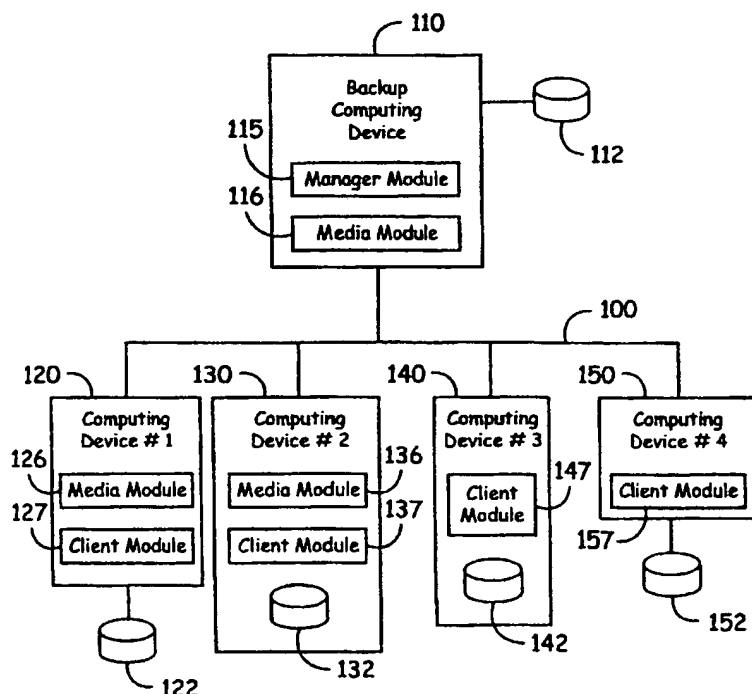 110
Backup
Computing
Device
115
Manager Module
112
116
Media Module
100
120
130
140
150
Computing
Device # 1
Computing
Device # 2
Computing
Device # 3
Computing
Device # 4
126
Media Module
Media Module
136
Client
Module
147
Client Module
127
Client Module
Client Module
137
157
122
132
142
152